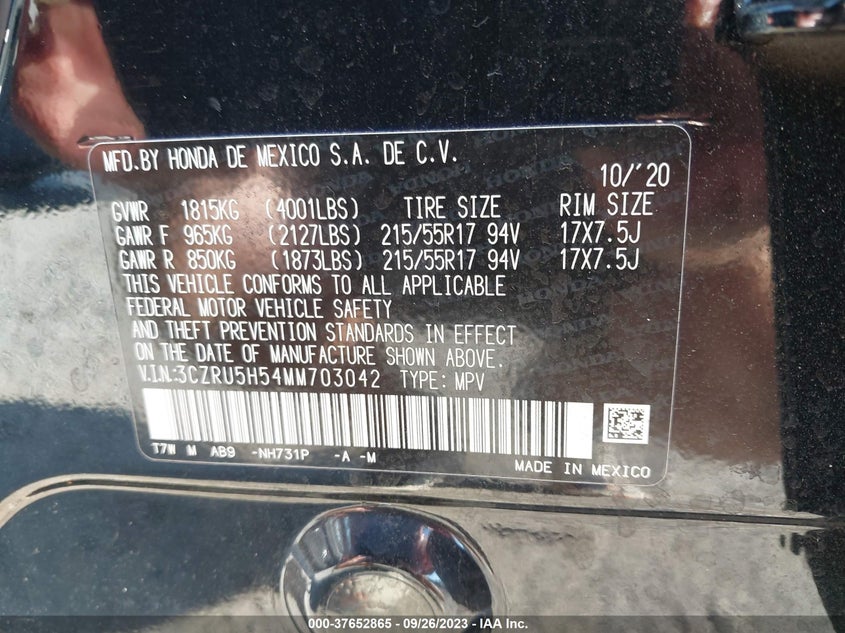 MFD.BY HONDA DE MEXICO S.A. DE C.V.
10/'20
GVWR 1815KG (4001LBS) TIRE SIZE RIM SIZE
GAWR F 965KG (2127LBS) 215/55R17 94V 17X7.5J
GAWR R 850KG (1873LBS) 215/55R17 94V 17X7.5J
THIS VEHICLE CONFORMS TO ALL APPLICABLE
FEDERAL MOTOR VEHICLE SAFETY
AND THEFT PREVENTION STANDARDS IN EFFECT
ON THE DATE OF MANUFACTURE SHOWN ABOVE.
V.I.N:3CZRU5H54MM703042 TYPE: MPV
T7W M AB9 -NH731P -A -M
MADE IN MEXICO
000-37652865 - 09/26/2023 - IAA Inc.